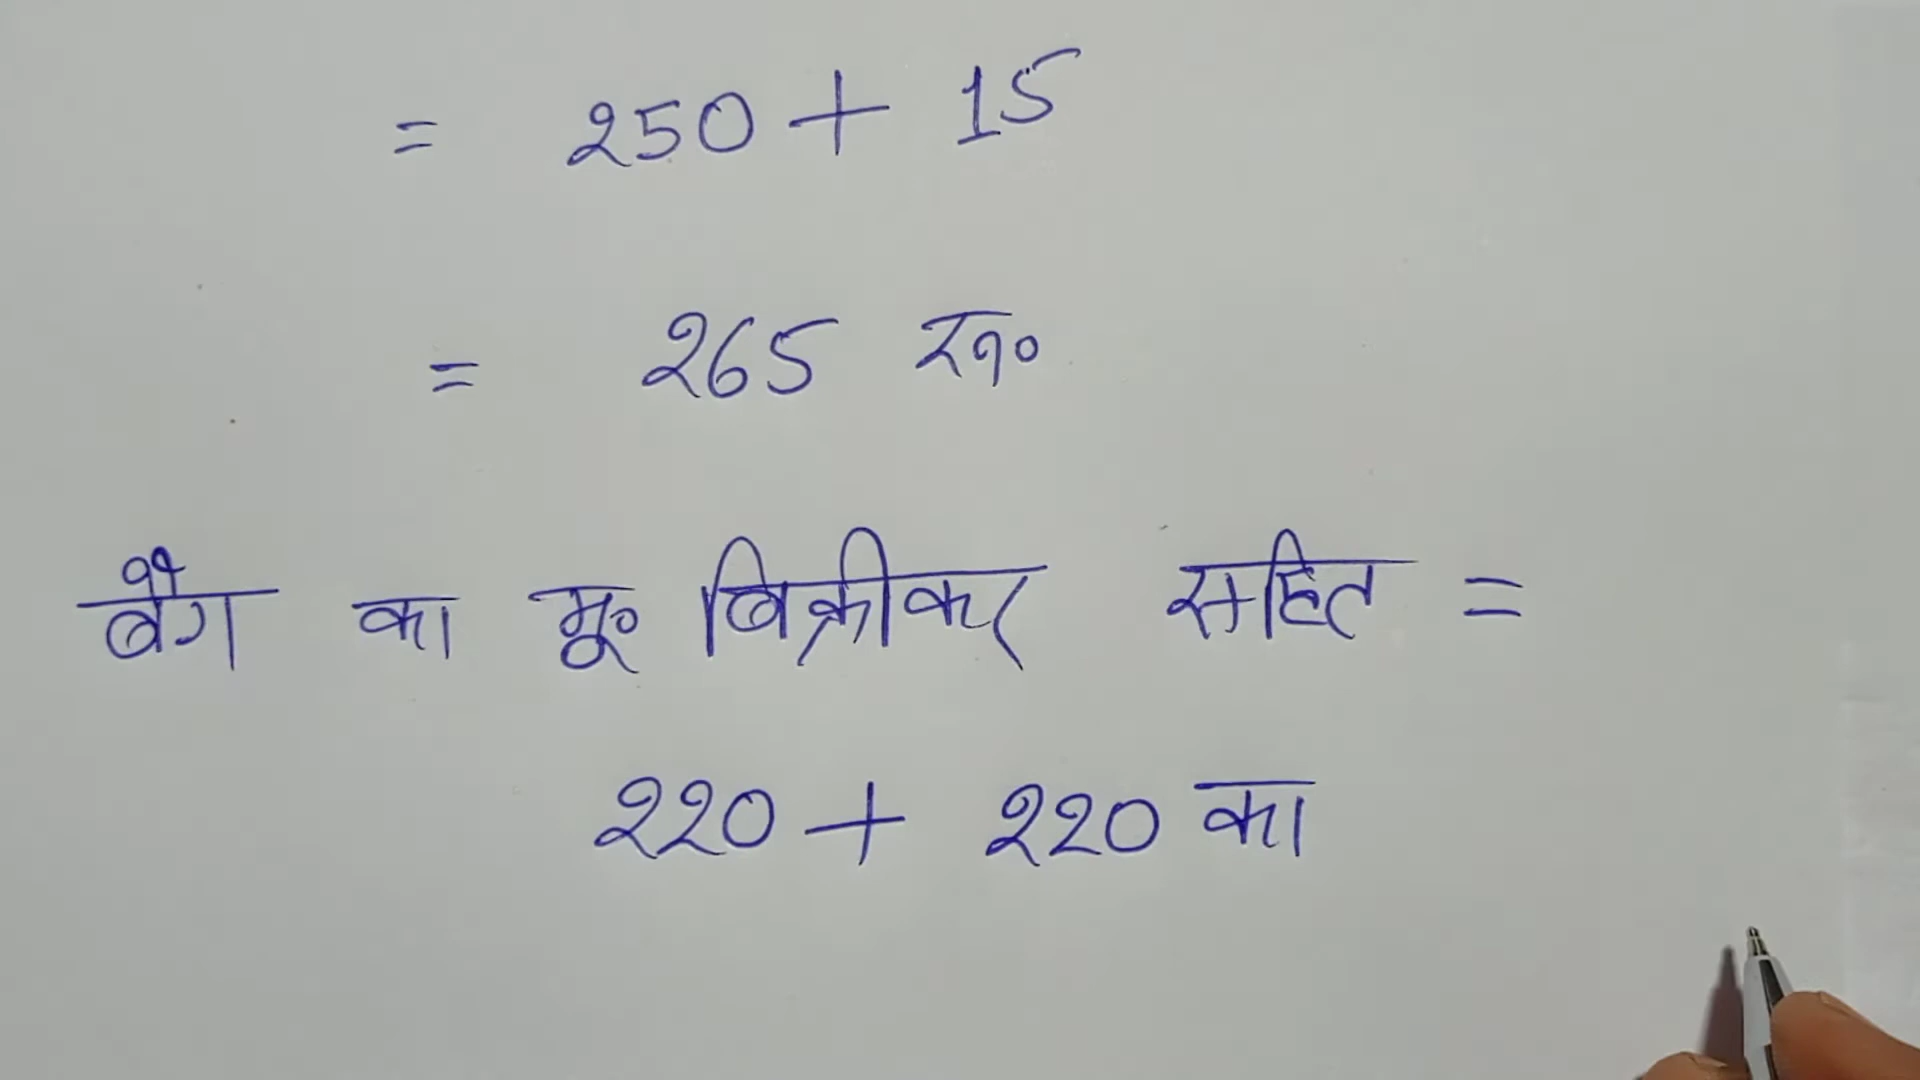 = 250 + 15
= 265 रु०
बैग का मू० बिक्रीकर सहित =
220 + 220 का